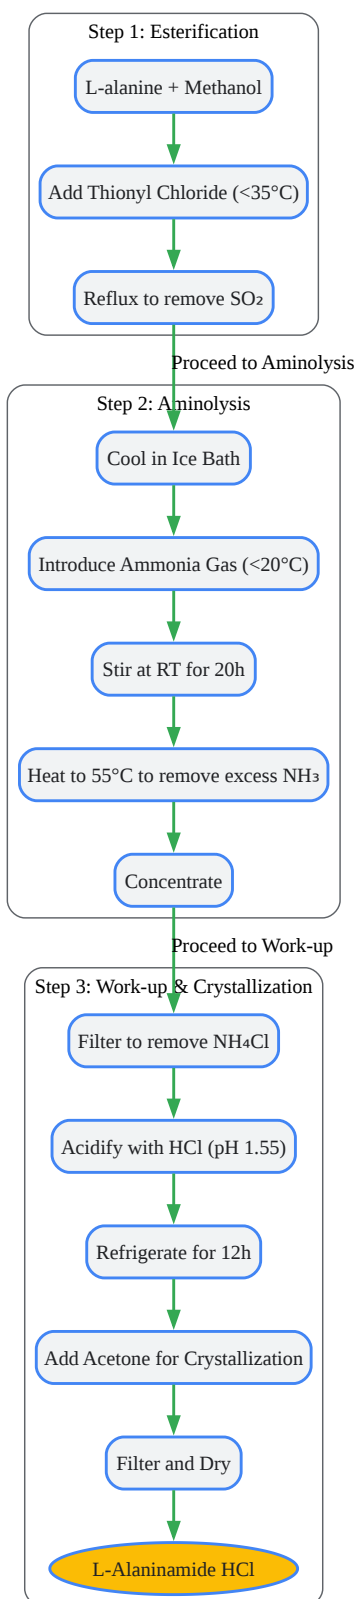 Step 1: Esterification
L-alanine + Methanol
Add Thionyl Chloride (<35°C)
Reflux to remove SO₂
Proceed to Aminolysis
Step 2: Aminolysis
Cool in Ice Bath
Introduce Ammonia Gas (<20°C)
Stir at RT for 20h
Heat to 55°C to remove excess NH₃
Concentrate
Proceed to Work-up
Step 3: Work-up & Crystallization
Filter to remove NH₄Cl
Acidify with HCl (pH 1.55)
Refrigerate for 12h
Add Acetone for Crystallization
Filter and Dry
L-Alaninamide HCl